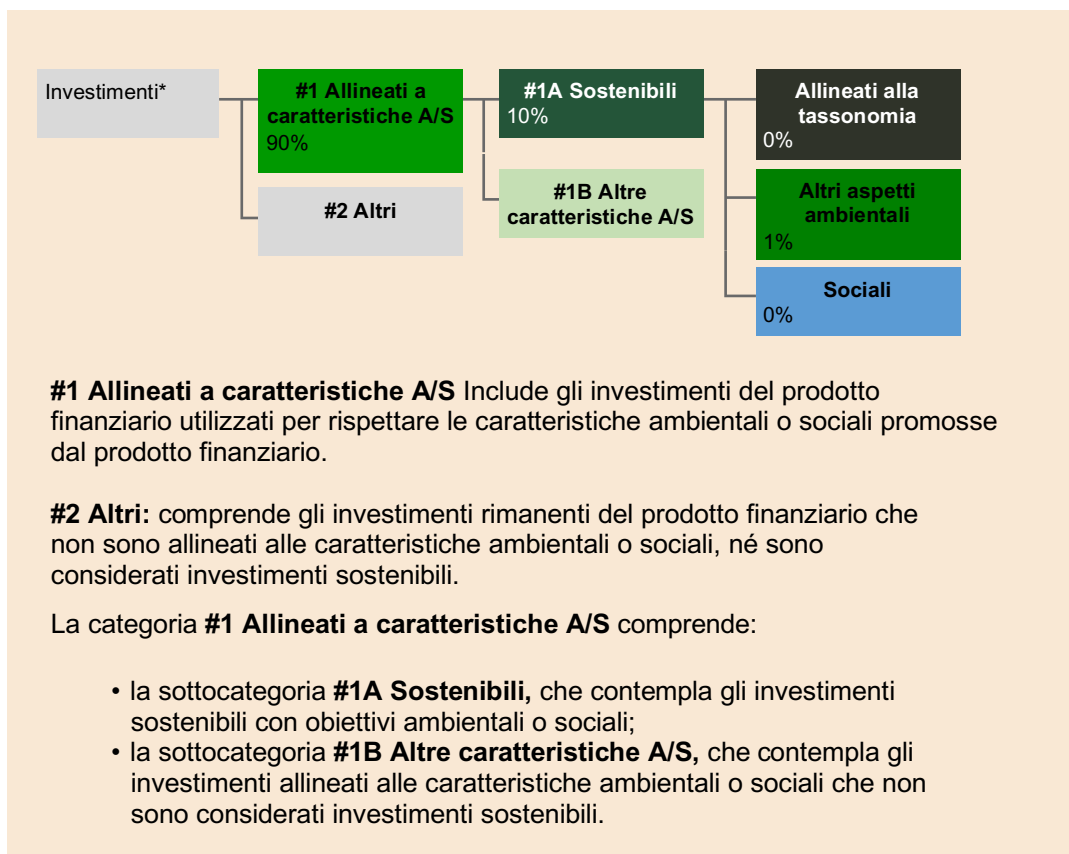 Investimenti*
#1 Allineati a
caratteristiche A/S
90%
#2 Altri
#1A Sostenibili
10%
#1B Altre
caratteristiche A/S
Allineati alla
tassonomia
0%
Altri aspetti
ambientali
1%
Sociali
0%
#1 Allineati a caratteristiche A/S Include gli investimenti del prodotto
finanziario utilizzati per rispettare le caratteristiche ambientali o sociali promosse
dal prodotto finanziario.
#2 Altri: comprende gli investimenti rimanenti del prodotto finanziario che
non sono allineati alle caratteristiche ambientali o sociali, né sono
considerati investimenti sostenibili.
La categoria #1 Allineati a caratteristiche A/S comprende:
• la sottocategoria #1A Sostenibili, che contempla gli investimenti
sostenibili con obiettivi ambientali o sociali;
• la sottocategoria #1B Altre caratteristiche A/S, che contempla gli
investimenti allineati alle caratteristiche ambientali o sociali che non
sono considerati investimenti sostenibili.